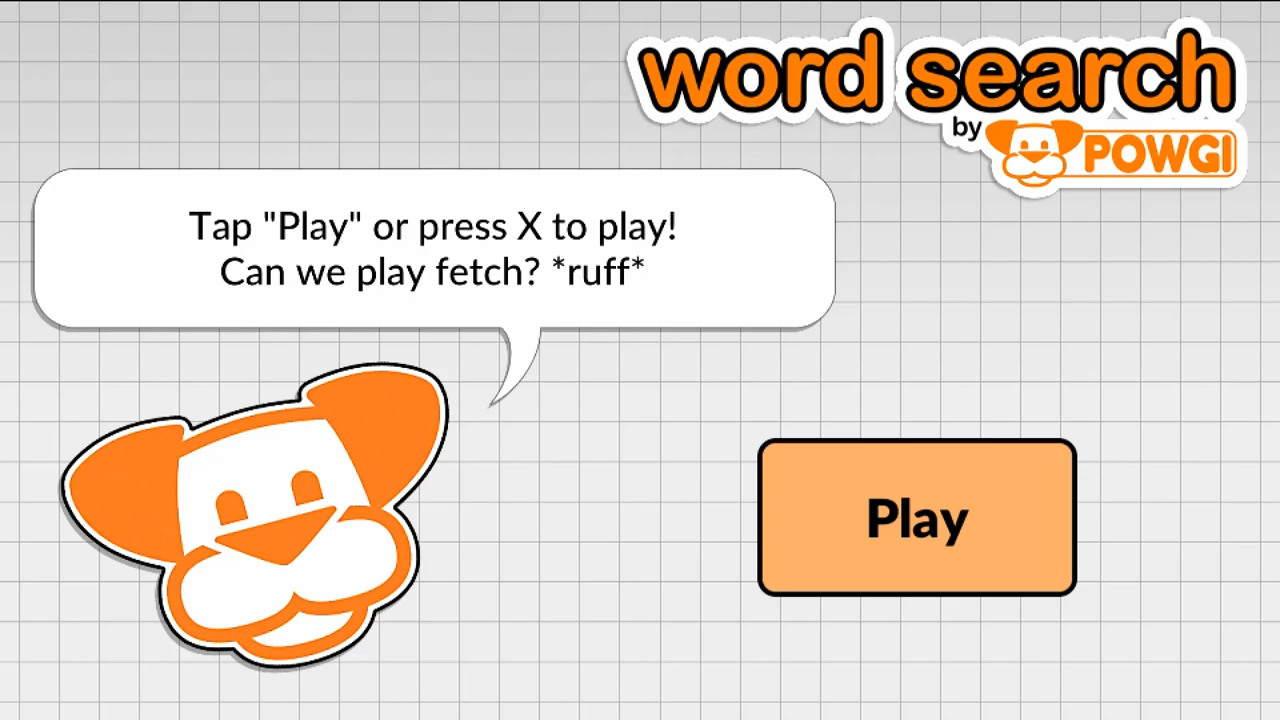 word search
by POWGI
Tap "Play" or press X to play!
Can we play fetch? *ruff*
Play